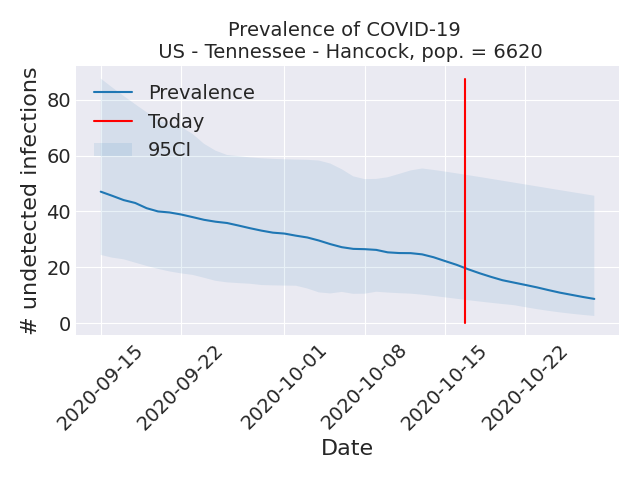 Prevalence of COVID-19
US - Tennessee - Hancock, pop. = 6620
# undetected infections
80
60
40
20
0
Prevalence
Today
95CI
2020-09-15
2020-09-22
2020-10-01
2020-10-08
2020-10-15
2020-10-22
Date